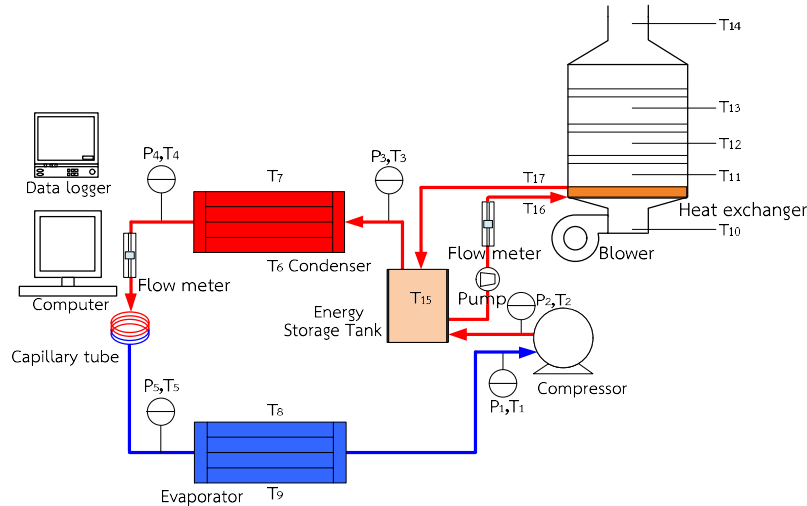 T14
T13
T12
T11
T10
Heat exchanger
Blower
T17
T16
Flow meter
Pump
P4,T4
P3,T3
T7
T6 Condenser
Data logger
Computer
Flow meter
Capillary tube
Energy
Storage Tank
T15
P2,T2
Compressor
P1,T1
P5,T5
T8
T9
Evaporator